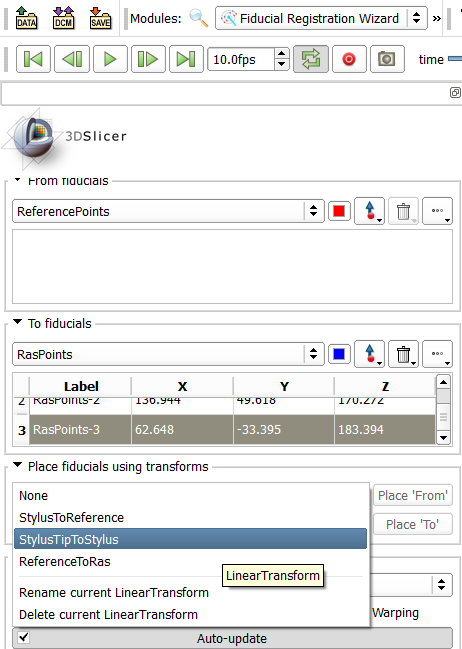 DATA DCM SAVE Modules: Fiducial Registration Wizard »
10.0fps time
3DSlicer
From fiducials
ReferencePoints
To fiducials
RasPoints
Label X Y Z
2 RasPoints-2 136.944 49.618 170.272
3 RasPoints-3 62.648 -33.395 183.394
Place fiducials using transforms
None
Place 'From'
StylusToReference
Place 'To'
StylusTipToStylus
ReferenceToRas
LinearTransform
Rename current LinearTransform
Delete current LinearTransform
Warping
Auto-update